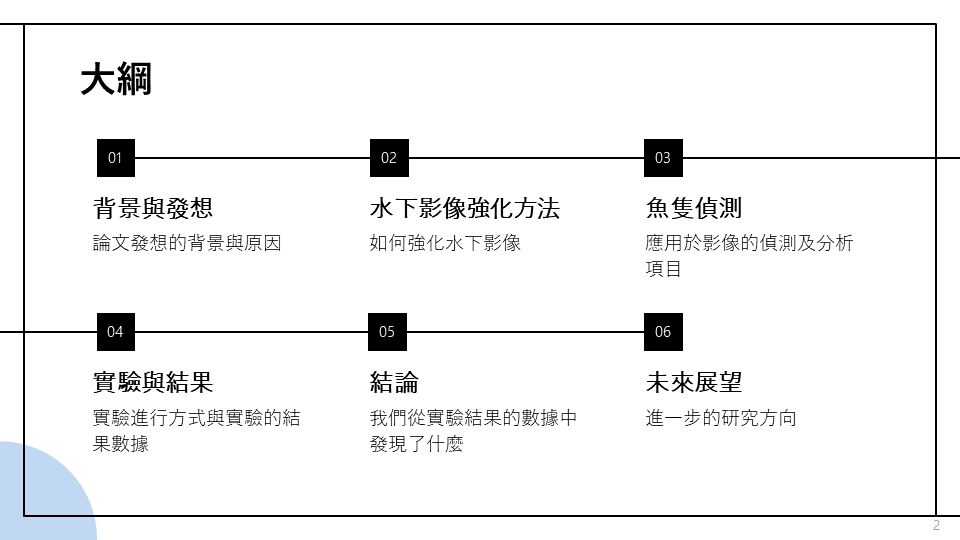 大綱
01
02
03
背景與發想
水下影像強化方法
魚隻偵測
論文發想的背景與原因
如何強化水下影像
應用於影像的偵測及分析
項目
04
05
06
實驗與結果
結論
未來展望
實驗進行方式與實驗的結
果數據
我們從實驗結果的數據中
發現了什麼
進一步的研究方向
2